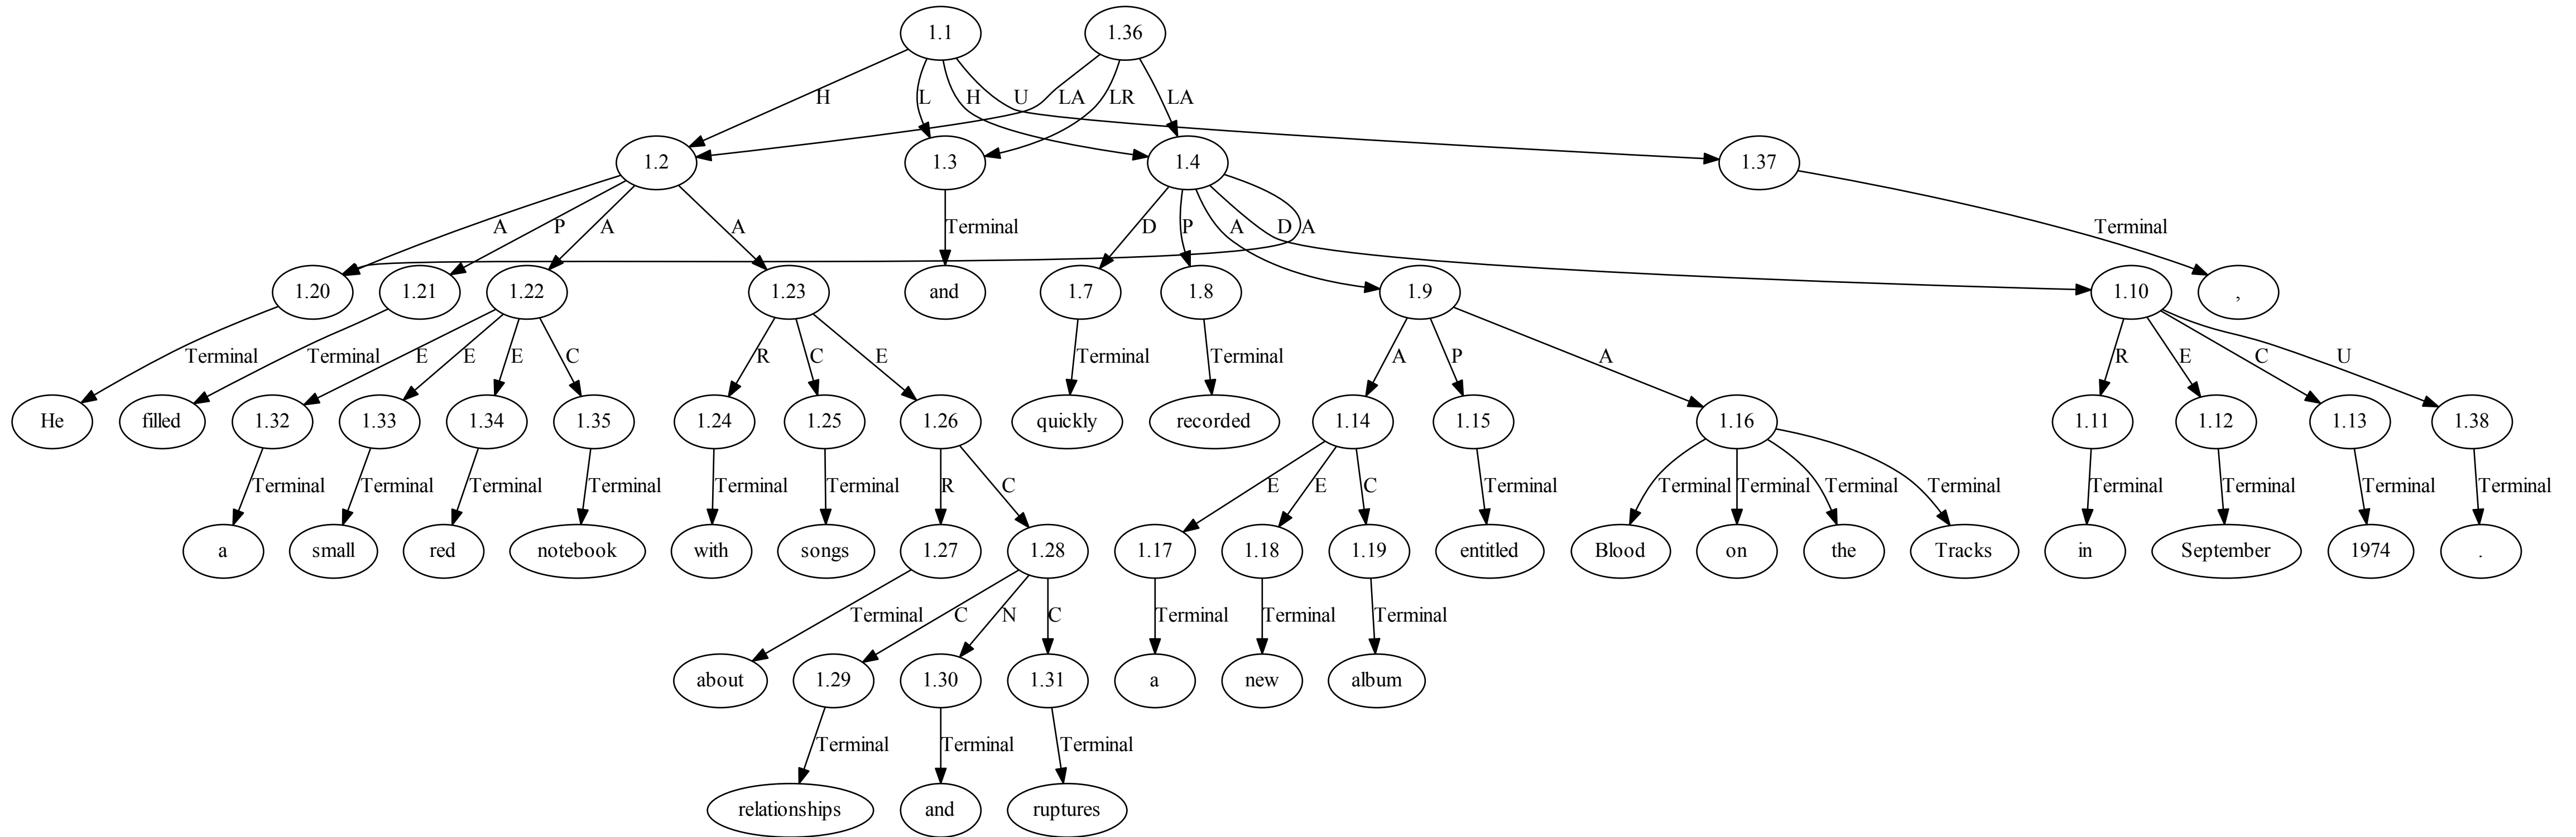 1.1 1.36
H L H U LA LR LA
1.2 1.3 1.4 1.37
A P A A Terminal D P A D A Terminal
1.20 1.21 1.22 1.23 and 1.7 1.8 1.9 1.10 ,
Terminal Terminal E E E C R C E Terminal Terminal A P A R E C U
He filled 1.32 1.33 1.34 1.35 1.24 1.25 1.26 quickly recorded 1.14 1.15 1.16 1.11 1.12 1.13 1.38
Terminal Terminal Terminal Terminal Terminal Terminal R C E E C Terminal Terminal Terminal Terminal Terminal Terminal Terminal Terminal Terminal
a small red notebook with songs 1.27 1.28 1.17 1.18 1.19 entitled Blood on the Tracks in September 1974 .
Terminal C N C Terminal Terminal Terminal
about 1.29 1.30 1.31 a new album
Terminal Terminal Terminal
relationships and ruptures